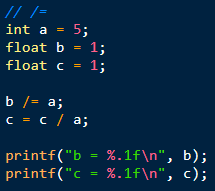 // /=
int a = 5;
float b = 1;
float c = 1;
b /= a;
c = c / a;
printf("b = %.1f\n", b);
printf("c = %.1f\n", c);